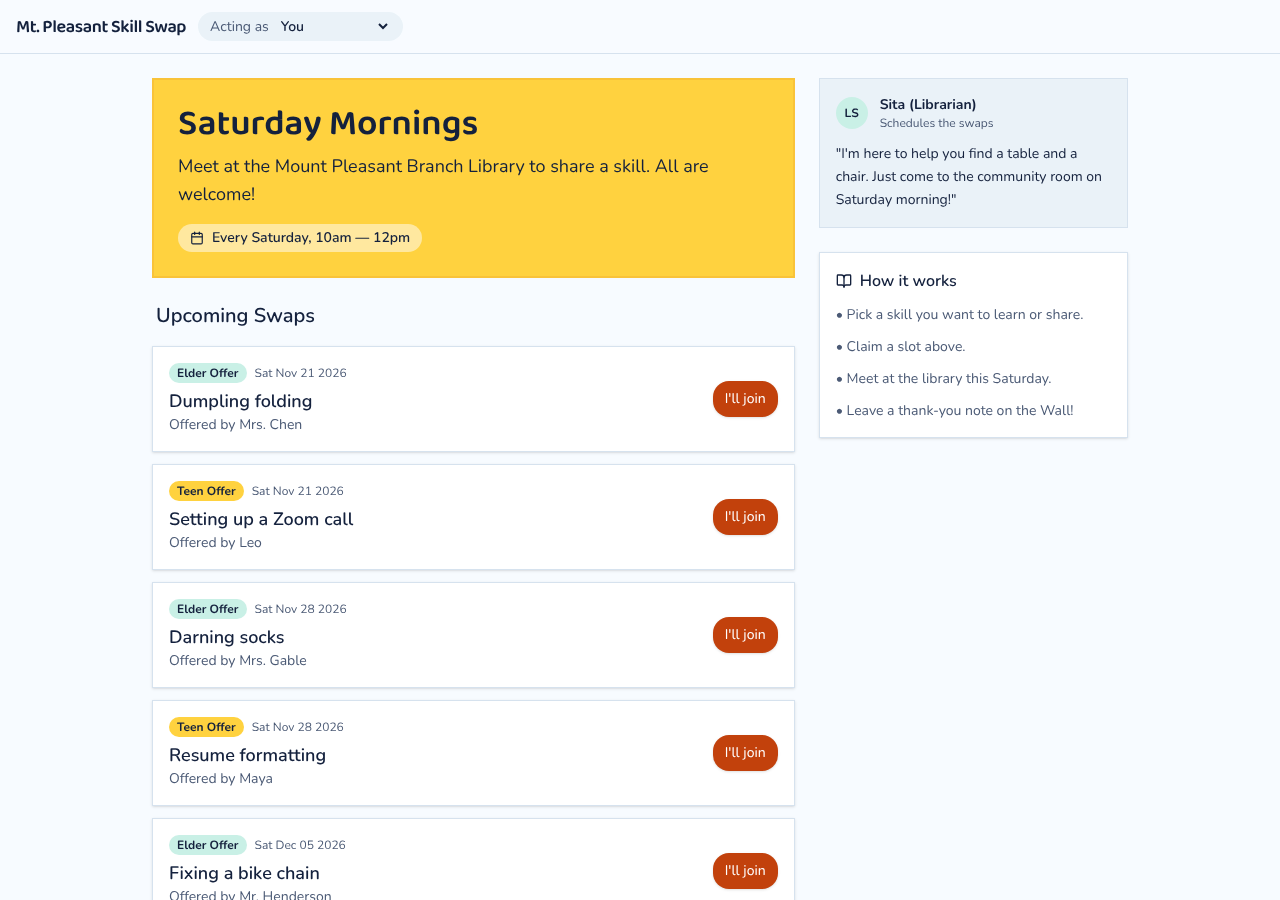 Mt. Pleasant Skill Swap
Acting as You
Saturday Mornings
Meet at the Mount Pleasant Branch Library to share a skill. All are
welcome!
Every Saturday, 10am — 12pm
Upcoming Swaps
Elder Offer Sat Nov 21 2026
Dumpling folding
Offered by Mrs. Chen
I'll join
Teen Offer Sat Nov 21 2026
Setting up a Zoom call
Offered by Leo
I'll join
Elder Offer Sat Nov 28 2026
Darning socks
Offered by Mrs. Gable
I'll join
Teen Offer Sat Nov 28 2026
Resume formatting
Offered by Maya
I'll join
Elder Offer Sat Dec 05 2026
Fixing a bike chain
Offered by Mr. Henderson
I'll join
LS
Sita (Librarian)
Schedules the swaps
"I'm here to help you find a table and a
chair. Just come to the community room on
Saturday morning!"
How it works
• Pick a skill you want to learn or share.
• Claim a slot above.
• Meet at the library this Saturday.
• Leave a thank-you note on the Wall!